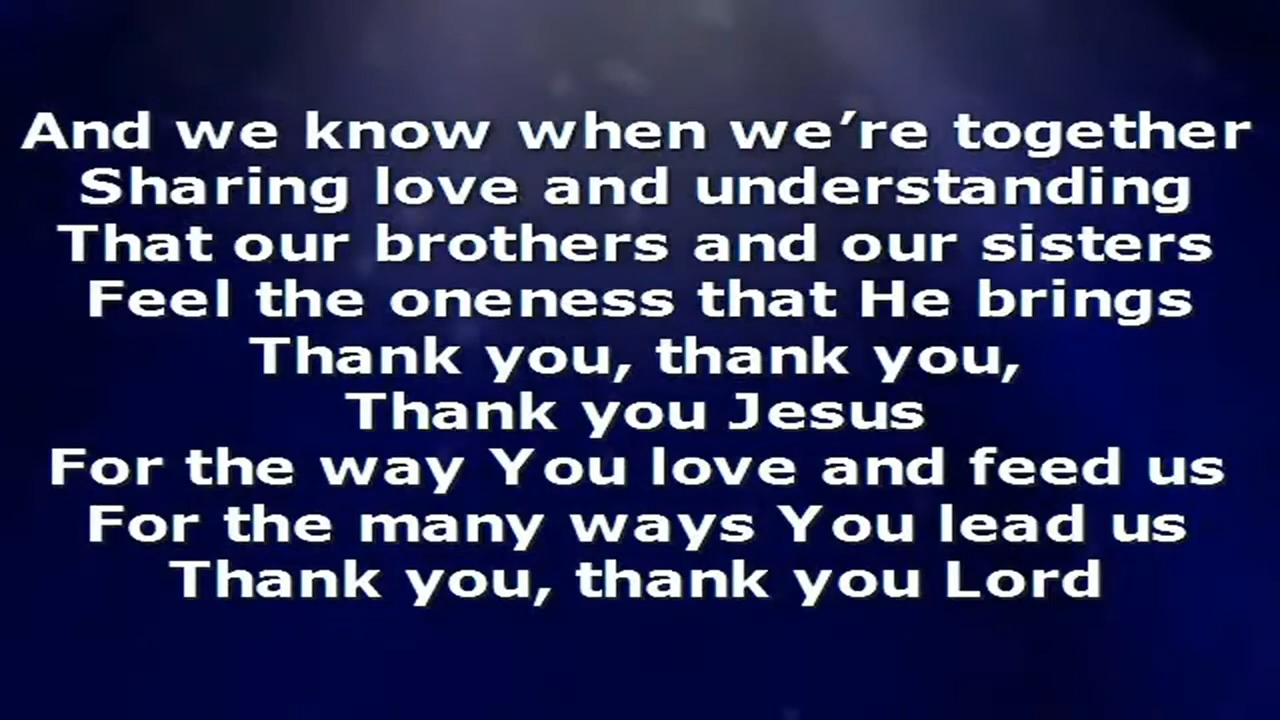 And we know when we’re together
Sharing love and understanding
That our brothers and our sisters
Feel the oneness that He brings
Thank you, thank you,
Thank you Jesus
For the way You love and feed us
For the many ways You lead us
Thank you, thank you Lord